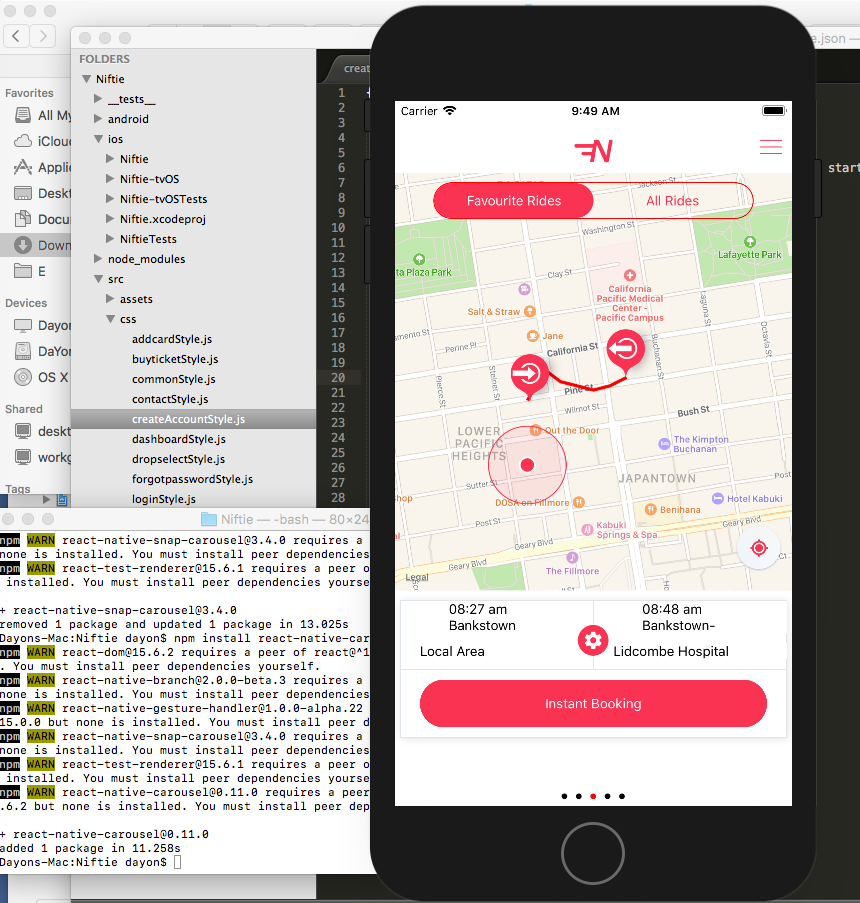 e.json —
FOLDERS
Niftie
__tests__
android
ios
Niftie
Niftie-tvOS
Niftie-tvOSTests
Niftie.xcodeproj
NiftieTests
node_modules
src
assets
css
addcardStyle.js
buyticketStyle.js
commonStyle.js
contactStyle.js
createAccountStyle.js
dashboardStyle.js
dropselectStyle.js
forgotpasswordStyle.js
loginStyle.js
Favorites
All My
iCloud
Applic
Deskt
Docu
Down
E
Devices
Dayon
DaYo
OS X
Shared
deskt
workg
Tags
crea
1
2
3
4
5
6
7
8
9
10
11
12
13
14
15
16
17
18
19
20
21
22
23
24
25
26
27
28
{
start
Niftie — -bash — 80×24
npm WARN react-native-snap-carousel@3.4.0 requires a
none is installed. You must install peer dependencies
npm WARN react-test-renderer@15.6.1 requires a peer o
installed. You must install peer dependencies yourse
+ react-native-snap-carousel@3.4.0
removed 1 package and updated 1 package in 13.025s
Dayons-Mac:Niftie dayon$ npm install react-native-car
npm WARN react-dom@15.6.2 requires a peer of react@^1
. You must install peer dependencies yourself.
npm WARN react-native-branch@2.0.0-beta.3 requires a
none is installed. You must install peer dependencies
npm WARN react-native-gesture-handler@1.0.0-alpha.22
15.0.0 but none is installed. You must install peer d
npm WARN react-native-snap-carousel@3.4.0 requires a
none is installed. You must install peer dependencies
npm WARN react-test-renderer@15.6.1 requires a peer o
installed. You must install peer dependencies yourse
npm WARN react-native-carousel@0.11.0 requires a peer
.6.2 but none is installed. You must install peer dep
+ react-native-carousel@0.11.0
added 1 package in 11.258s
Dayons-Mac:Niftie dayon$
Carrier
9:49 AM
N
Favourite Rides
All Rides
Jackson St
Washington St
ta Plaza Park
Lafayette Park
Clay St
California
Pacific Medical
Center -
Pacific Campus
Laguna St
Salt & Straw
Jane
amento St
Perine Pl
California St
Octavia St
Buchanan St
Pierce St
Steiner St
Pine St
Wilmot St
Bush St
LOWER
PACIFIC
HEIGHTS
Out the Door
The Kimpton
Buchanan
JAPANTOWN
Sutter St
Post St
hop
DOSA on Fillmore
Hotel Kabuki
Benihana
Post St
Kabuki
Springs & Spa
Geary Blvd
Geary Blvd
Geary Blvd
The Fillmore
Legal
08:27 am
Bankstown
Local Area
08:48 am
Bankstown-
Lidcombe Hospital
Instant Booking